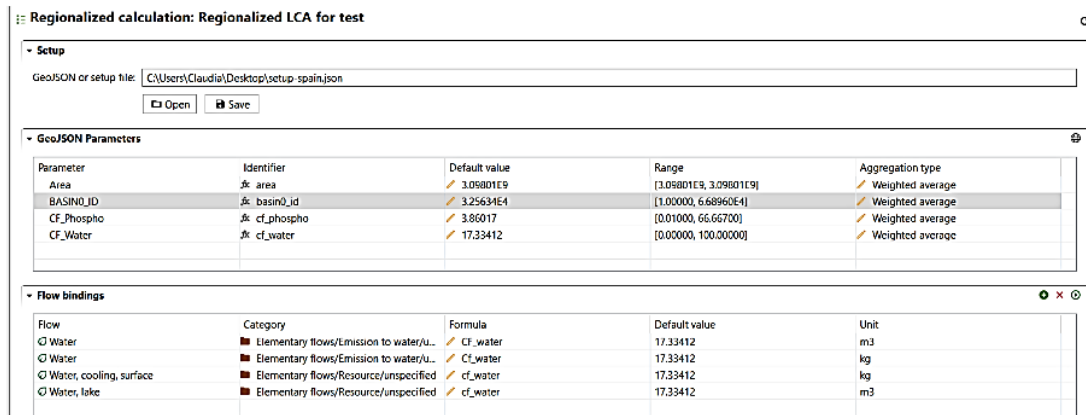 Regionalized calculation: Regionalized LCA for test
Setup
GeoJSON or setup file: C:\Users\Claudia\Desktop\setup-spain.json
Open Save
GeoJSON Parameters
Parameter Identifier Default value Range Aggregation type
Area fx area 3.09801E9 [3.09801E9, 3.09801E9] Weighted average
BASIN0_ID fx basin0_id 3.25634E4 [1.00000, 6.68960E4] Weighted average
CF_Phospho fx cf_phospho 3.86017 [0.01000, 66.66700] Weighted average
CF_Water fx cf_water 17.33412 [0.00000, 100.00000] Weighted average
Flow bindings
Flow Category Formula Default value Unit
Water Elementary flows/Emission to water/u... CF_water 17.33412 m3
Water Elementary flows/Emission to water/u... Cf_water 17.33412 kg
Water, cooling, surface Elementary flows/Resource/unspecified cf_water 17.33412 kg
Water, lake Elementary flows/Resource/unspecified cf_water 17.33412 m3